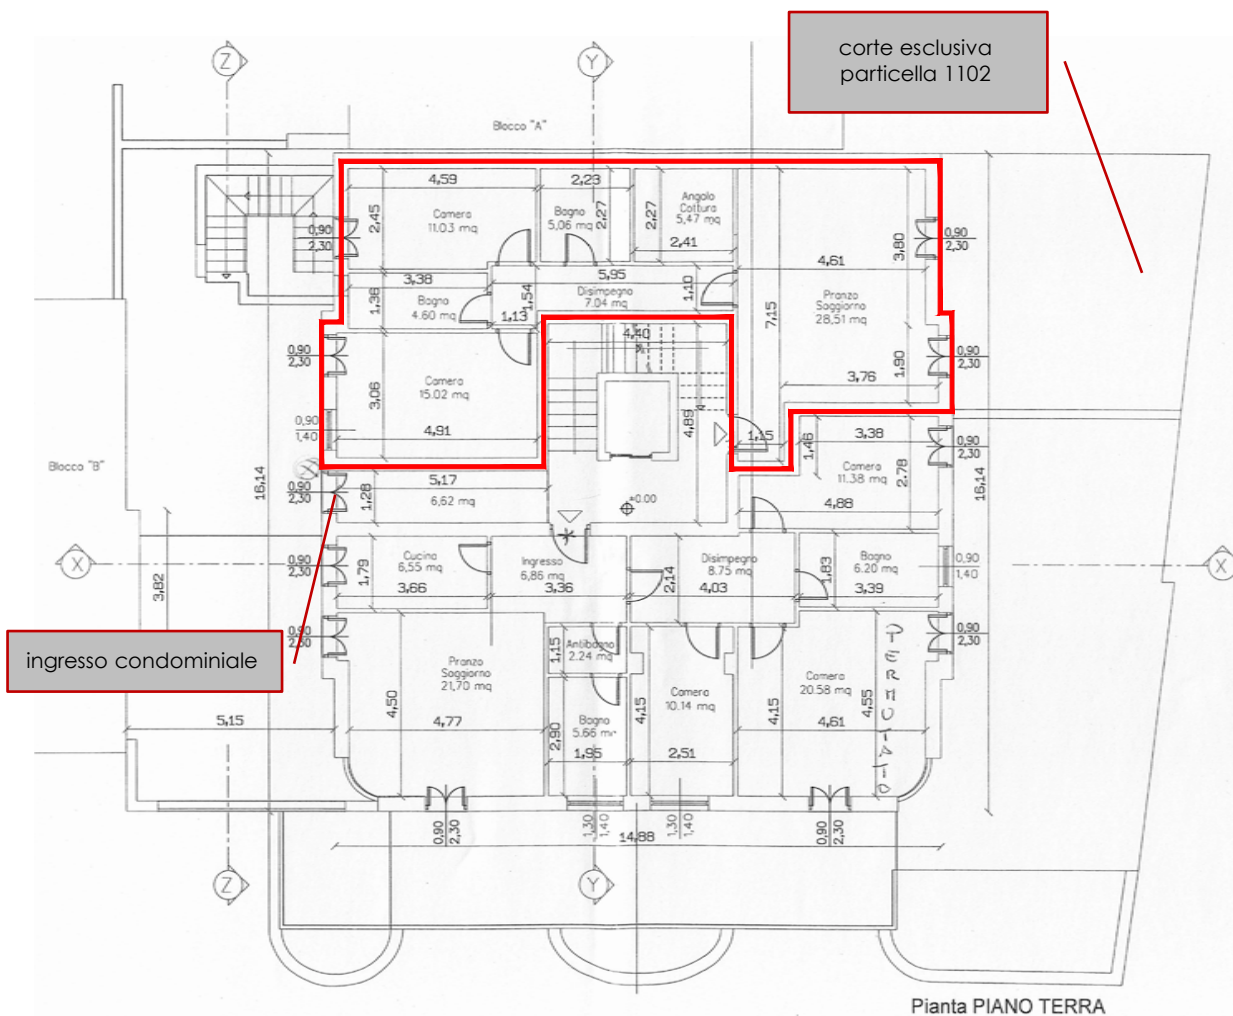 corte esclusiva
particella 1102
Z
Y
Blocco "A"
4,59
2,23
2,45
Camera
11.03 mq
Bagno
5,06 mq
2,27
2,27
Angolo
Cottura
5,47 mq
2,41
0,90
2,30
3,80
0,90
2,30
4,61
3,38
5,95
1,36
Bagno
4.60 mq
1,54
1,13
Disimpegno
7.04 mq
1,10
7,15
Pranzo
Soggiorno
28,51 mq
4,40
0,90
2,30
1,90
0,90
2,30
3,06
Camera
15.02 mq
3,76
4,91
0,90
1,40
4,89
1,15
1,46
3,38
2,78
Camera
11.38 mq
0,90
2,30
Blocco "B"
16,14
16,14
0,90
2,30
1,28
5,17
6,62 mq
±0.00
4,88
X
3,82
0,90
2,30
1,79
Cucina
6,55 mq
3,66
Ingresso
6,86 mq
3,36
2,14
Disimpegno
8.75 mq
4,03
1,83
Bagno
6.20 mq
3,39
0,90
1,40
X
ingresso condominiale
0,90
2,30
Pranzo
Soggiorno
21,70 mq
4,50
4,77
1,15
Antibagno
2.24 mq
2,90
Bagno
5.66 mq
1,95
4,15
Camera
10.14 mq
2,51
4,15
Camera
20.58 mq
4,55
4,61
0,90
2,30
5,15
0,90
2,30
1,30
1,40
1,30
1,40
0,90
2,30
14,88
Z
Y
Pianta PIANO TERRA